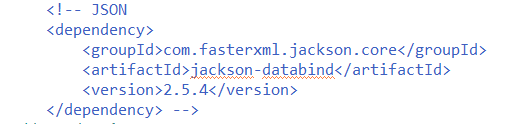 <!-- JSON
<dependency>
<groupId>com.fasterxml.jackson.core</groupId>
<artifactId>jackson-databind</artifactId>
<version>2.5.4</version>
</dependency> -->